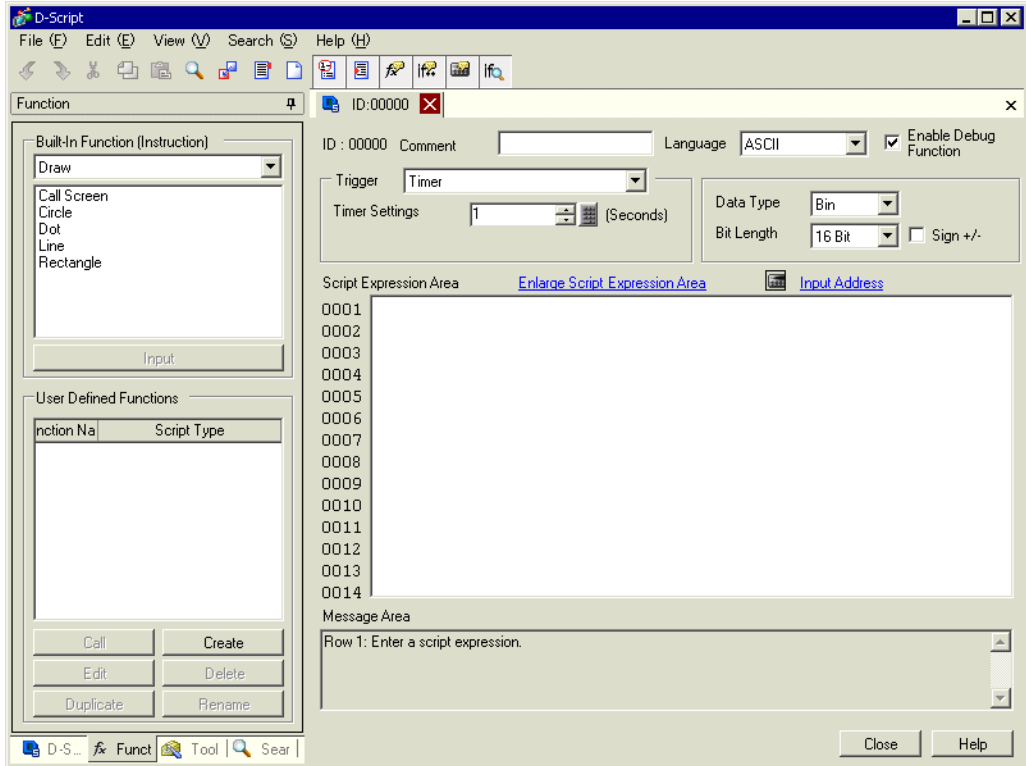 D-Script
File (F) Edit (E) View (V) Search (S) Help (H)
Function
ID:00000
Built-In Function (Instruction)
Draw
Call Screen
Circle
Dot
Line
Rectangle
Input
User Defined Functions
nction Na Script Type
Call Create
Edit Delete
Duplicate Rename
D-S... fx Funct Tool Sear
ID : 00000 Comment Language ASCII Enable Debug
Function
Trigger Timer
Timer Settings 1 (Seconds)
Data Type Bin
Bit Length 16 Bit Sign +/-
Script Expression Area Enlarge Script Expression Area Input Address
0001
0002
0003
0004
0005
0006
0007
0008
0009
0010
0011
0012
0013
0014
Message Area
Row 1: Enter a script expression.
Close Help